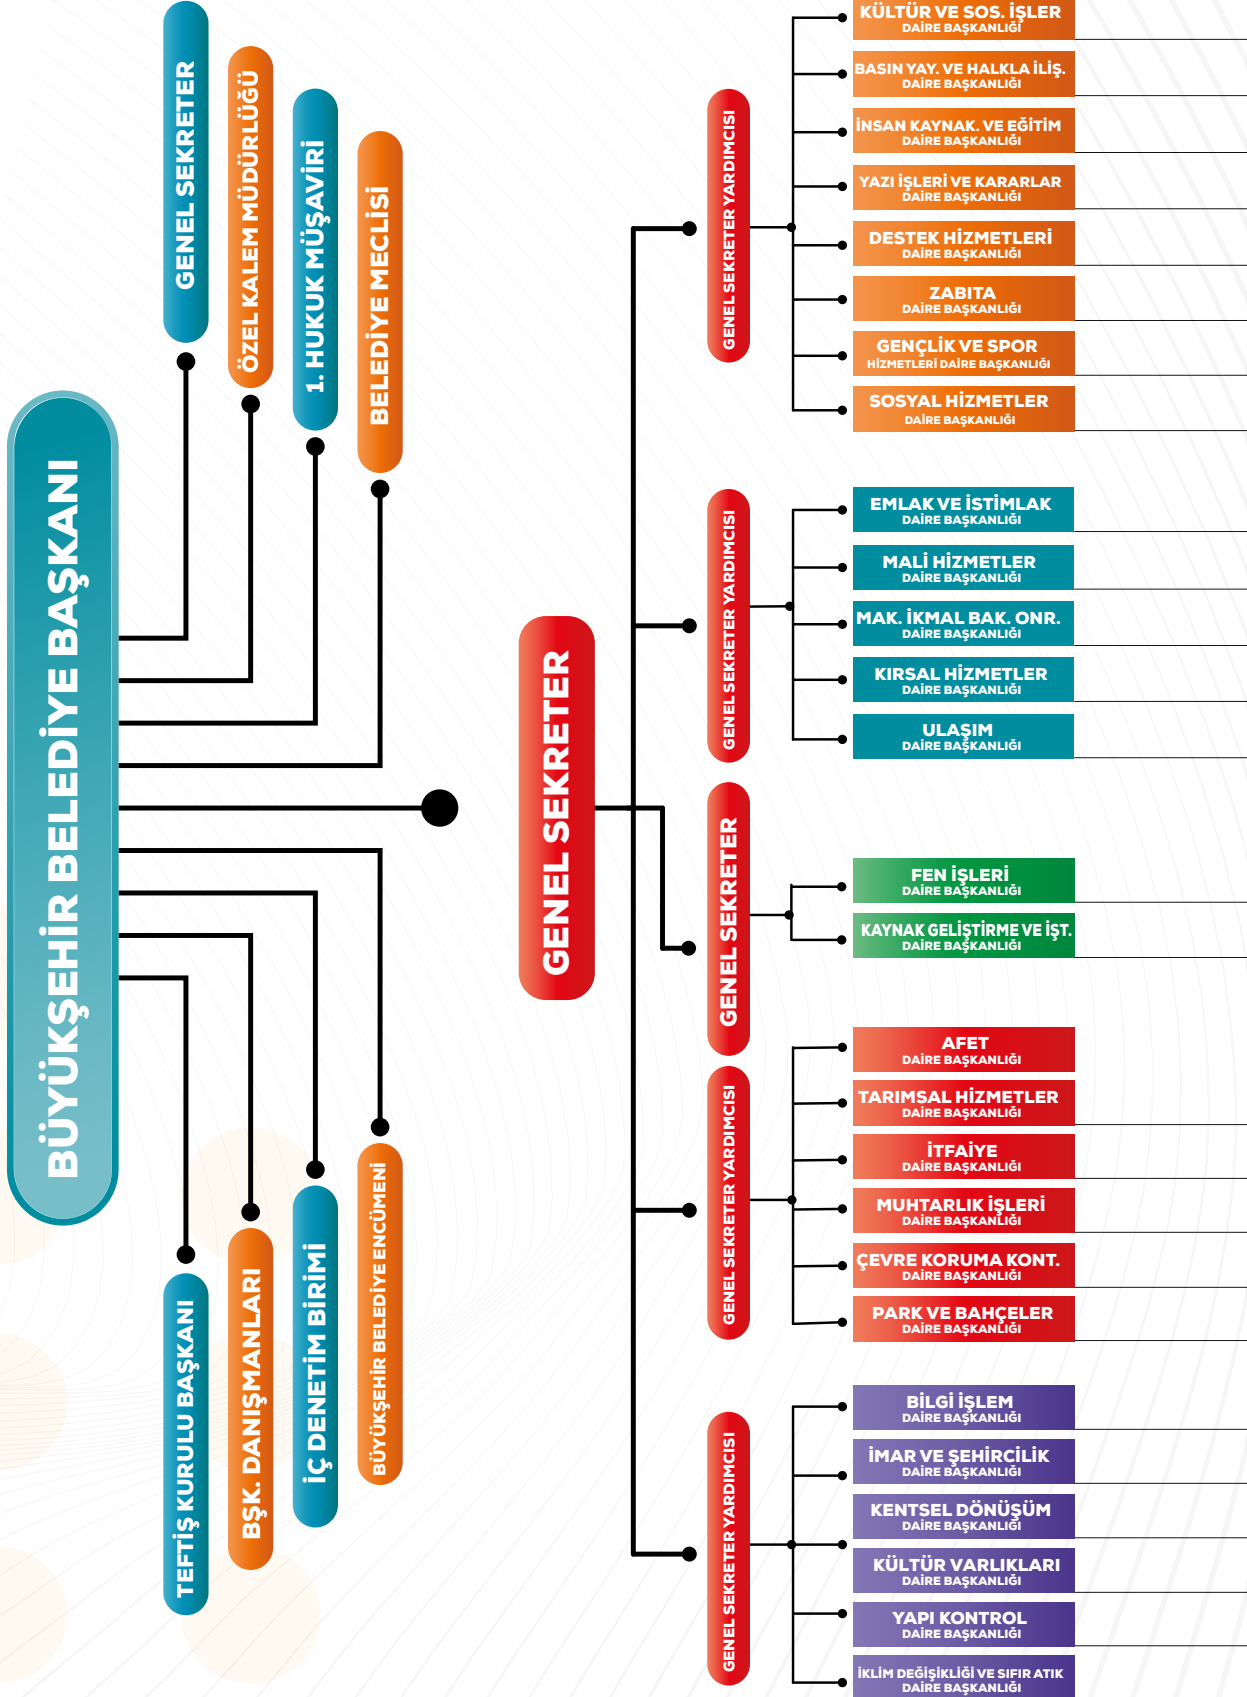 BÜYÜKŞEHİR BELEDİYE BAŞKANI
GENEL SEKRETER
ÖZEL KALEM MÜDÜRLÜĞÜ
1. HUKUK MÜŞAVİRİ
BELEDİYE MECLİSİ
TEFTİŞ KURULU BAŞKANI
BŞK. DANIŞMANLARI
İÇ DENETİM BİRİMİ
BÜYÜKŞEHİR BELEDİYE ENCÜMENİ
GENEL SEKRETER
GENEL SEKRETER YARDIMCISI
KÜLTÜR VE SOS. İŞLER
DAİRE BAŞKANLIĞI
BASIN YAY. VE HALKLA İLİŞ.
DAİRE BAŞKANLIĞI
İNSAN KAYNAK. VE EĞİTİM
DAİRE BAŞKANLIĞI
YAZI İŞLERİ VE KARARLAR
DAİRE BAŞKANLIĞI
DESTEK HİZMETLERİ
DAİRE BAŞKANLIĞI
ZABITA
DAİRE BAŞKANLIĞI
GENÇLİK VE SPOR
HİZMETLERİ DAİRE BAŞKANLIĞI
SOSYAL HİZMETLER
DAİRE BAŞKANLIĞI
GENEL SEKRETER YARDIMCISI
EMLAK VE İSTİMLAK
DAİRE BAŞKANLIĞI
MALİ HİZMETLER
DAİRE BAŞKANLIĞI
MAK. İKMAL BAK. ONR.
DAİRE BAŞKANLIĞI
KIRSAL HİZMETLER
DAİRE BAŞKANLIĞI
ULAŞIM
DAİRE BAŞKANLIĞI
GENEL SEKRETER
FEN İŞLERİ
DAİRE BAŞKANLIĞI
KAYNAK GELİŞTİRME VE İŞT.
DAİRE BAŞKANLIĞI
GENEL SEKRETER YARDIMCISI
AFET
DAİRE BAŞKANLIĞI
TARIMSAL HİZMETLER
DAİRE BAŞKANLIĞI
İTFAİYE
DAİRE BAŞKANLIĞI
MUHTARLIK İŞLERİ
DAİRE BAŞKANLIĞI
ÇEVRE KORUMA KONT.
DAİRE BAŞKANLIĞI
PARK VE BAHÇELER
DAİRE BAŞKANLIĞI
GENEL SEKRETER YARDIMCISI
BİLGİ İŞLEM
DAİRE BAŞKANLIĞI
İMAR VE ŞEHİRCİLİK
DAİRE BAŞKANLIĞI
KENTSEL DÖNÜŞÜM
DAİRE BAŞKANLIĞI
KÜLTÜR VARLIKLARI
DAİRE BAŞKANLIĞI
YAPI KONTROL
DAİRE BAŞKANLIĞI
İKLİM DEĞİŞİKLİĞİ VE SIFIR ATIK
DAİRE BAŞKANLIĞI